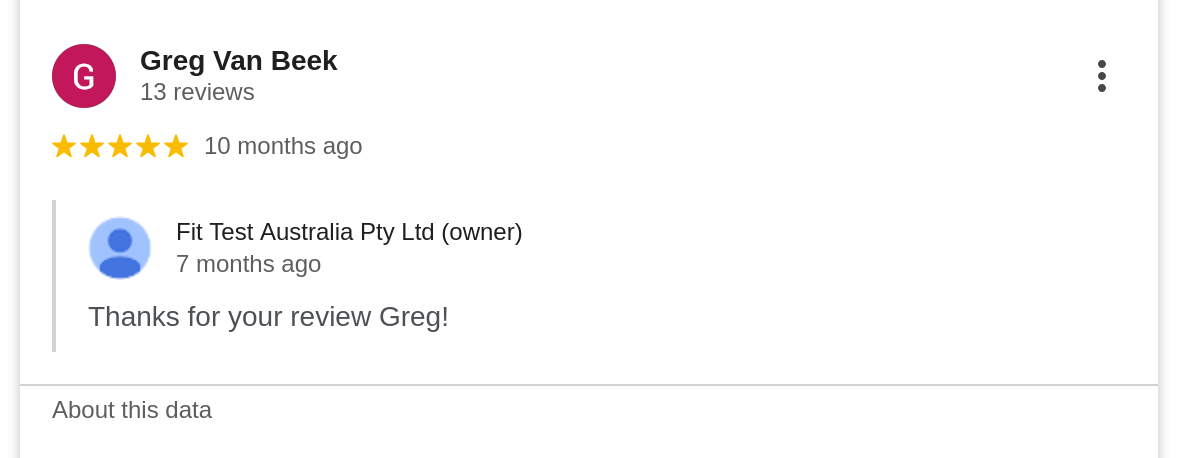 G
Greg Van Beek
13 reviews
10 months ago
Fit Test Australia Pty Ltd (owner)
7 months ago
Thanks for your review Greg!
About this data